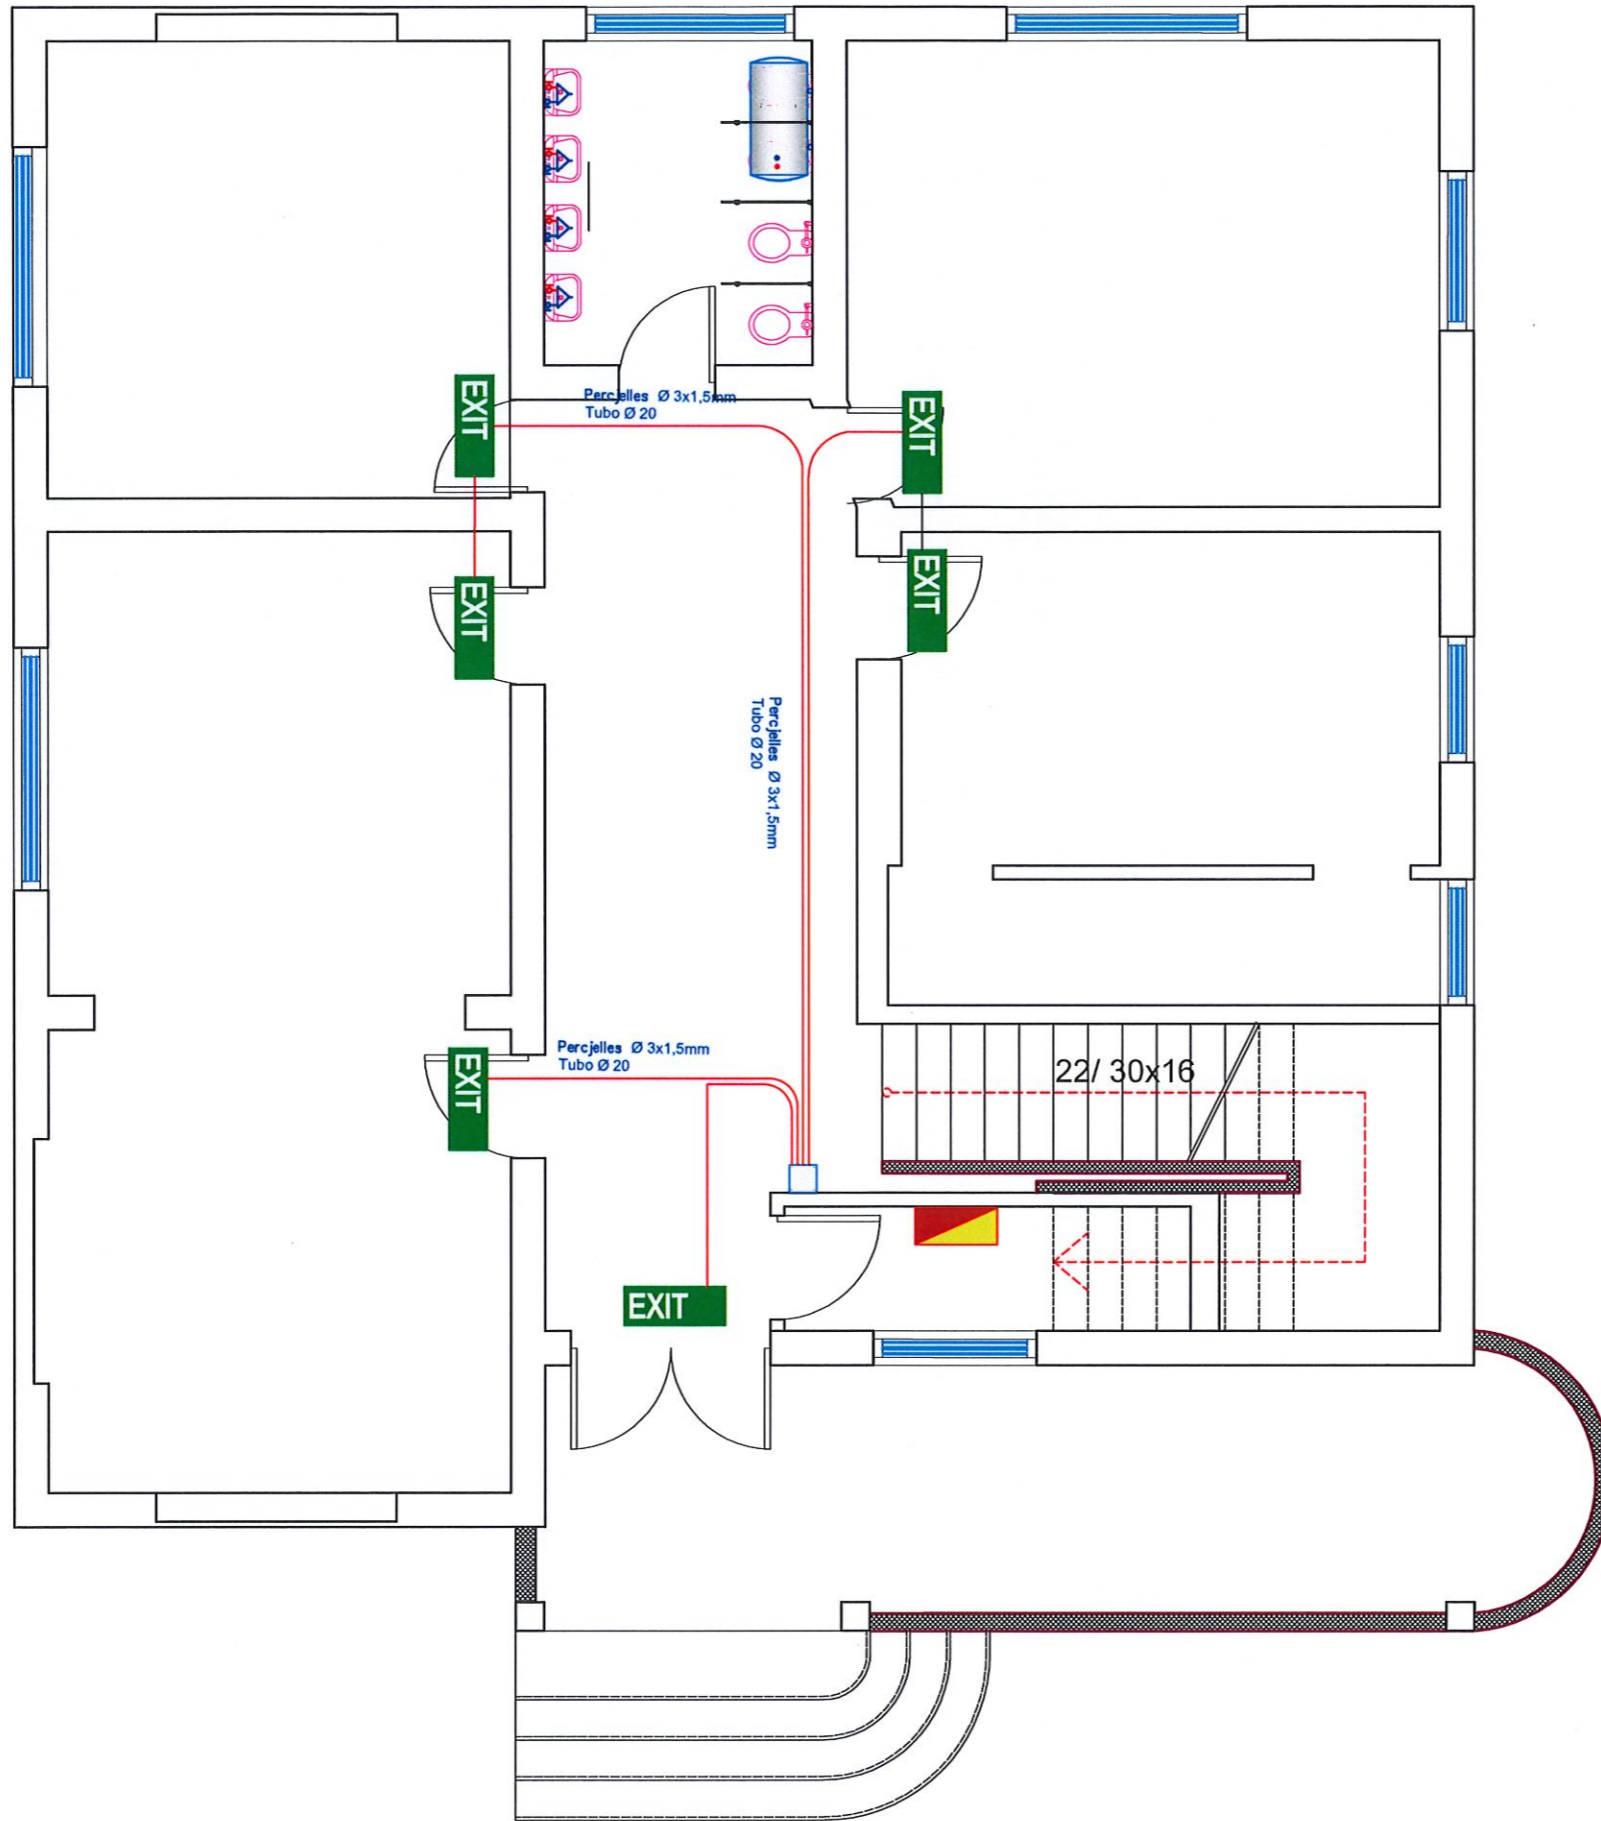 EXIT
EXIT
Percjelles Ø 3x1,5mm
Tubo Ø 20
EXIT
EXIT
Percjelles Ø 3x1,5mm
Tubo Ø 20
EXIT
Percjelles Ø 3x1,5mm
Tubo Ø 20
22/ 30x16
EXIT